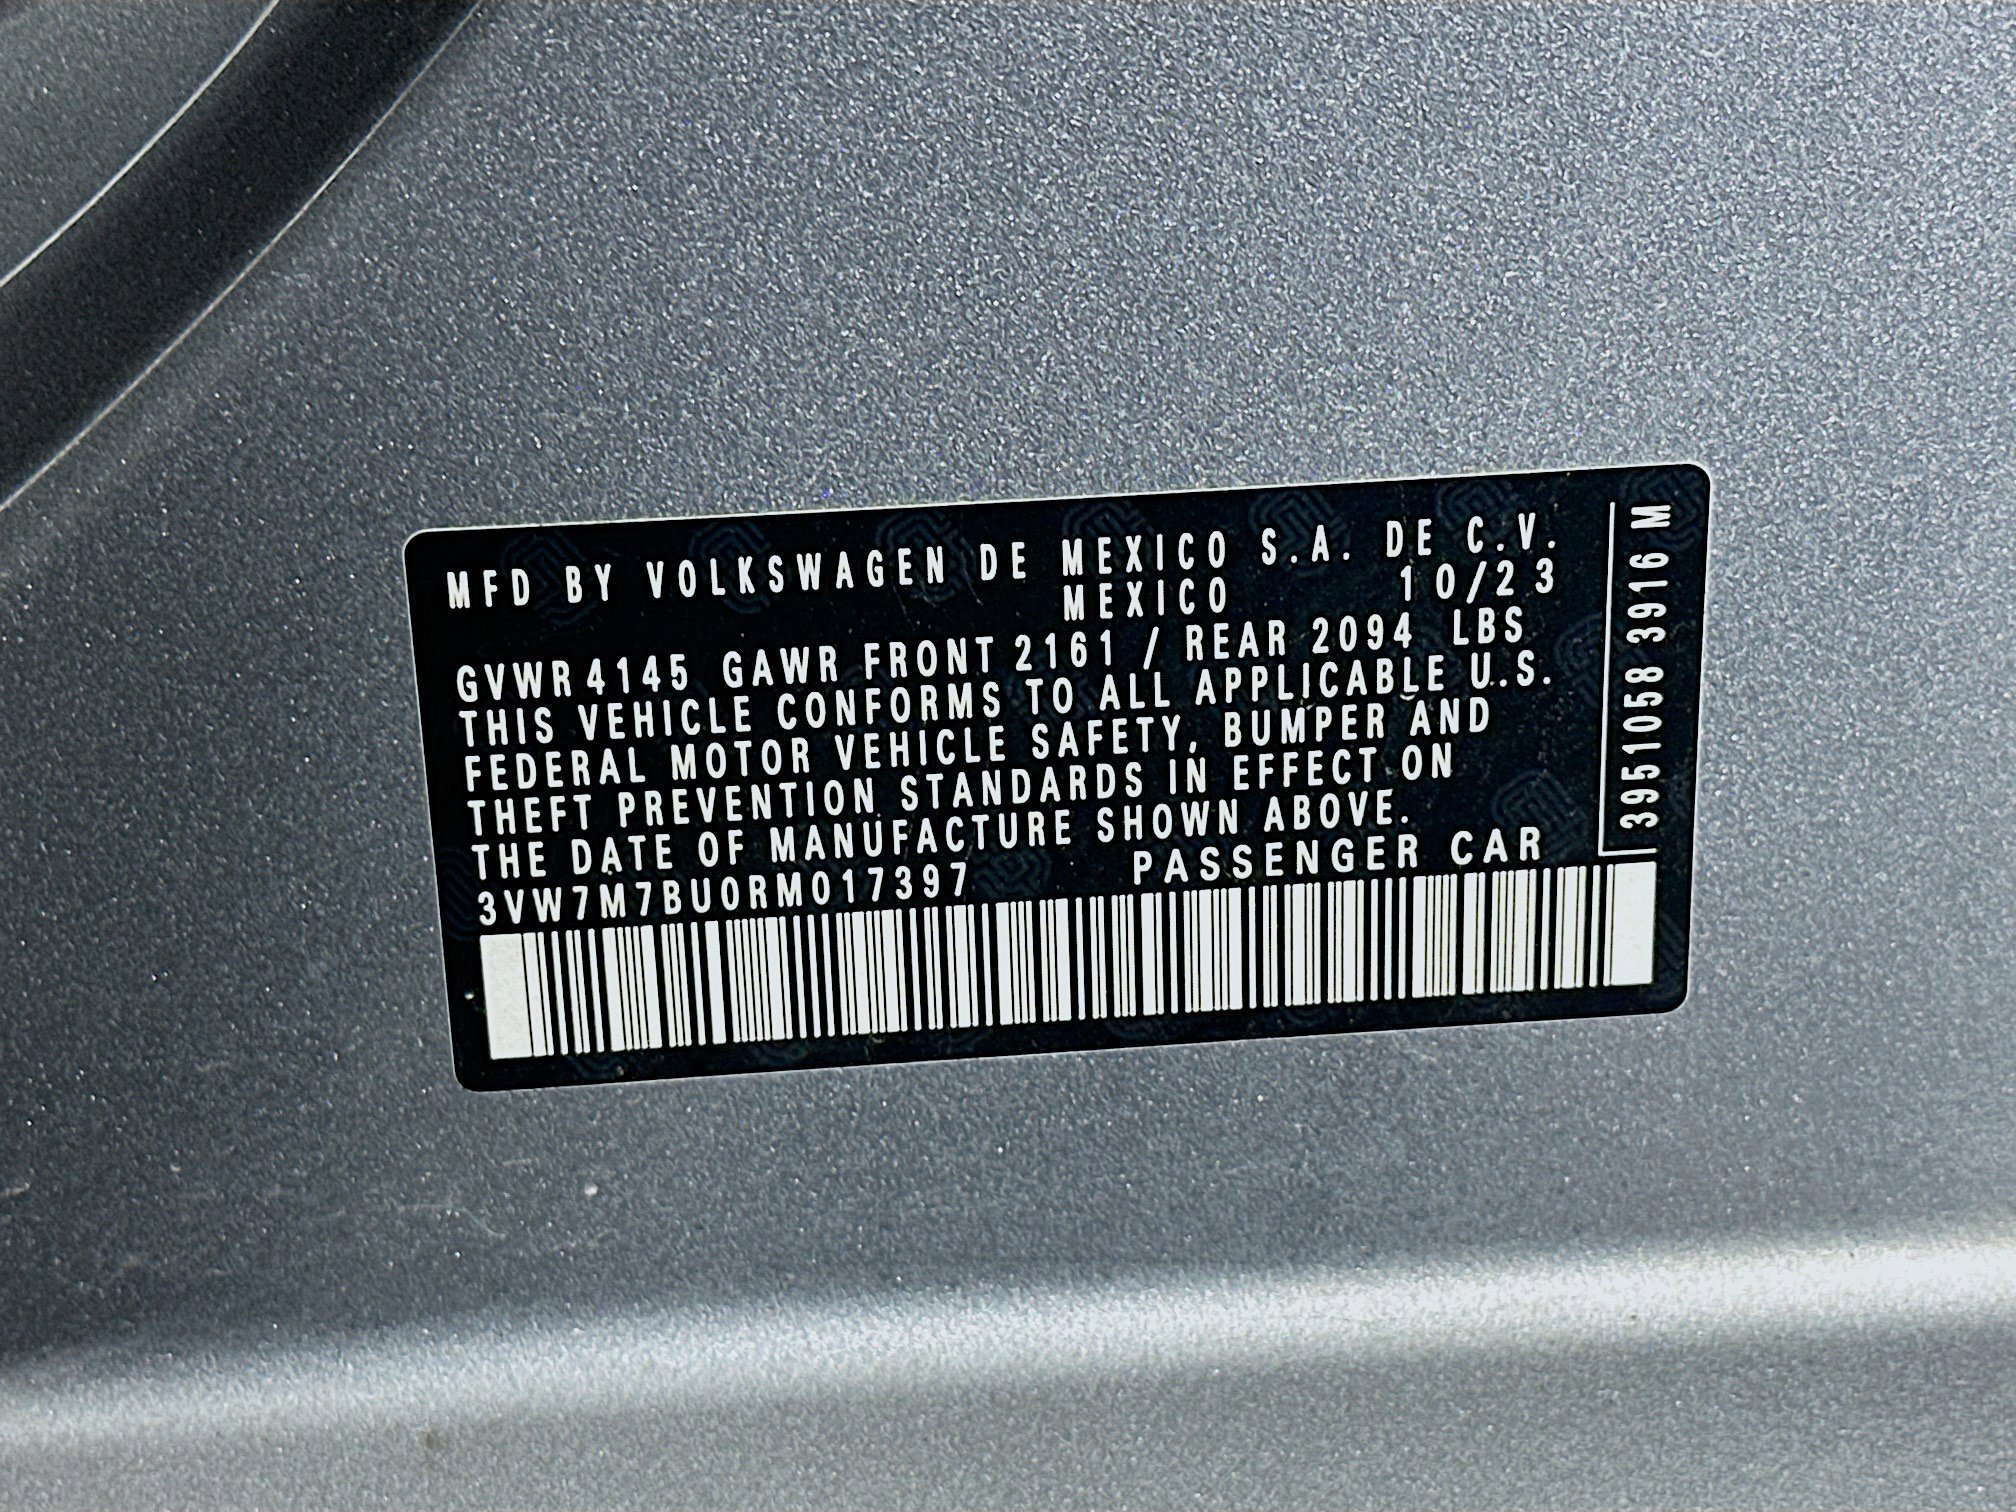 MFD BY VOLKSWAGEN DE MEXICO S.A. DE C.V.
MEXICO 10/23
GVWR 4145 GAWR FRONT 2161 / REAR 2094 LBS
THIS VEHICLE CONFORMS TO ALL APPLICABLE U.S.
FEDERAL MOTOR VEHICLE SAFETY, BUMPER AND
THEFT PREVENTION STANDARDS IN EFFECT ON
THE DATE OF MANUFACTURE SHOWN ABOVE.
3VW7M7BU0RM017397 PASSENGER CAR
3951058 3916 M